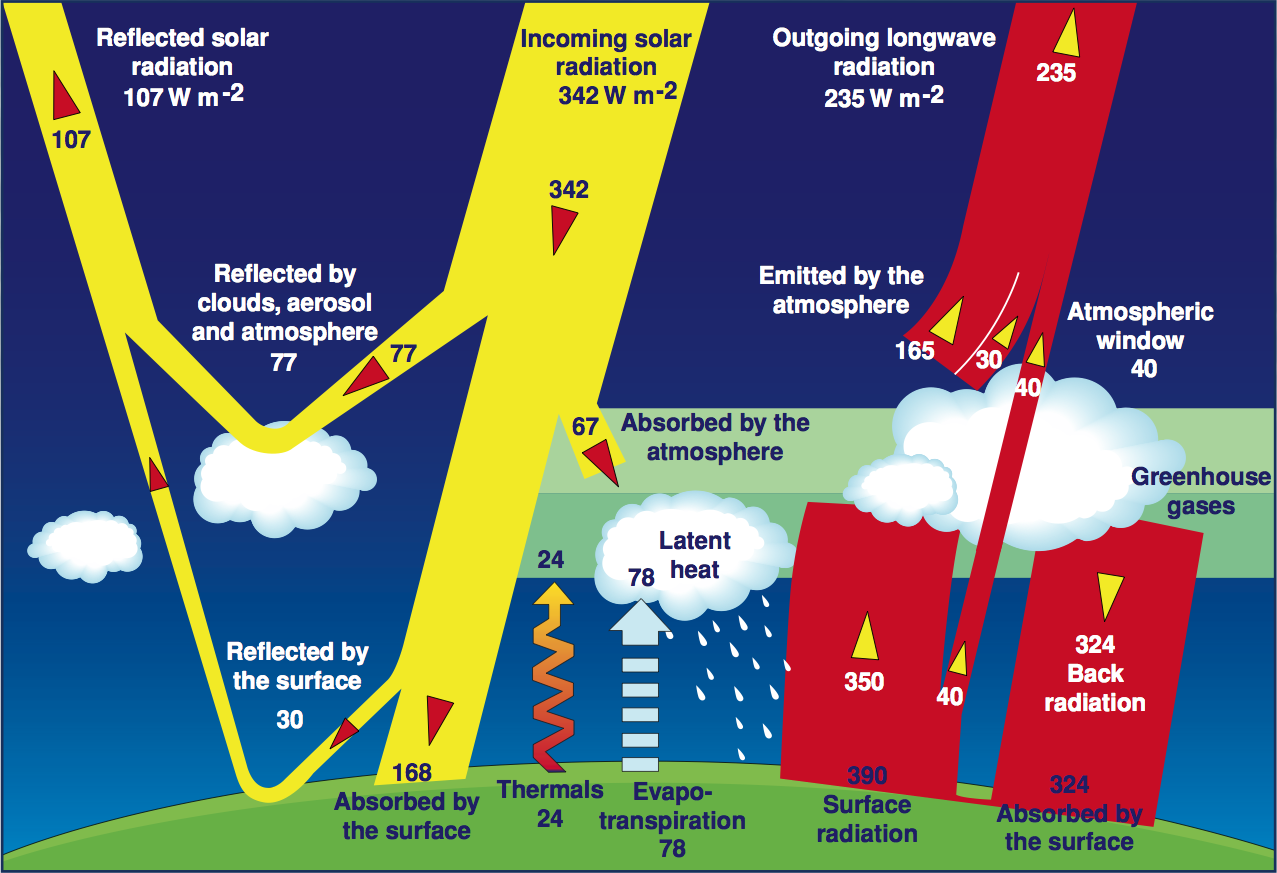 Reflected solar
radiation
107 W m-2
107
Incoming solar
radiation
342 W m-2
342
Outgoing longwave
radiation
235 W m-2
235
Reflected by
clouds, aerosol
and atmosphere
77
77
Emitted by the
atmosphere
165
30
40
Atmospheric
window
40
67
Absorbed by the
atmosphere
Greenhouse
gases
24
Latent
heat
78
Reflected by
the surface
30
350
40
324
Back
radiation
168
Absorbed by
the surface
Thermals
24
Evapo-
transpiration
78
390
Surface
radiation
324
Absorbed by
the surface